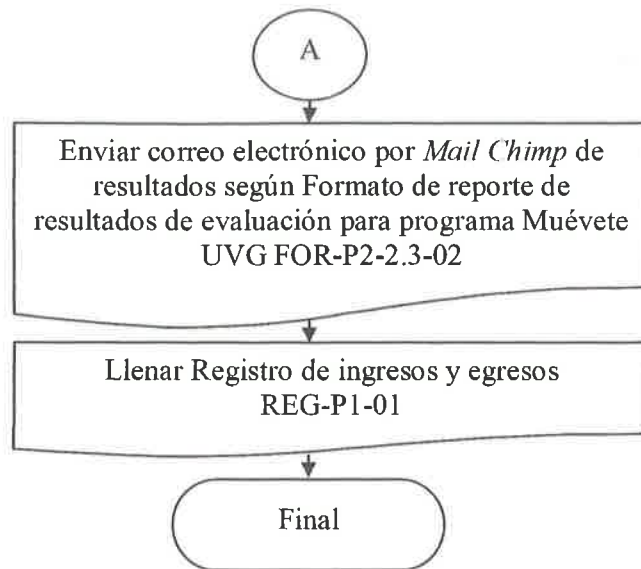 A
Enviar correo electrónico por Mail Chimp de
resultados según Formato de reporte de
resultados de evaluación para programa Muévete
UVG FOR-P2-2.3-02
Llenar Registro de ingresos y egresos
REG-P1-01
Final